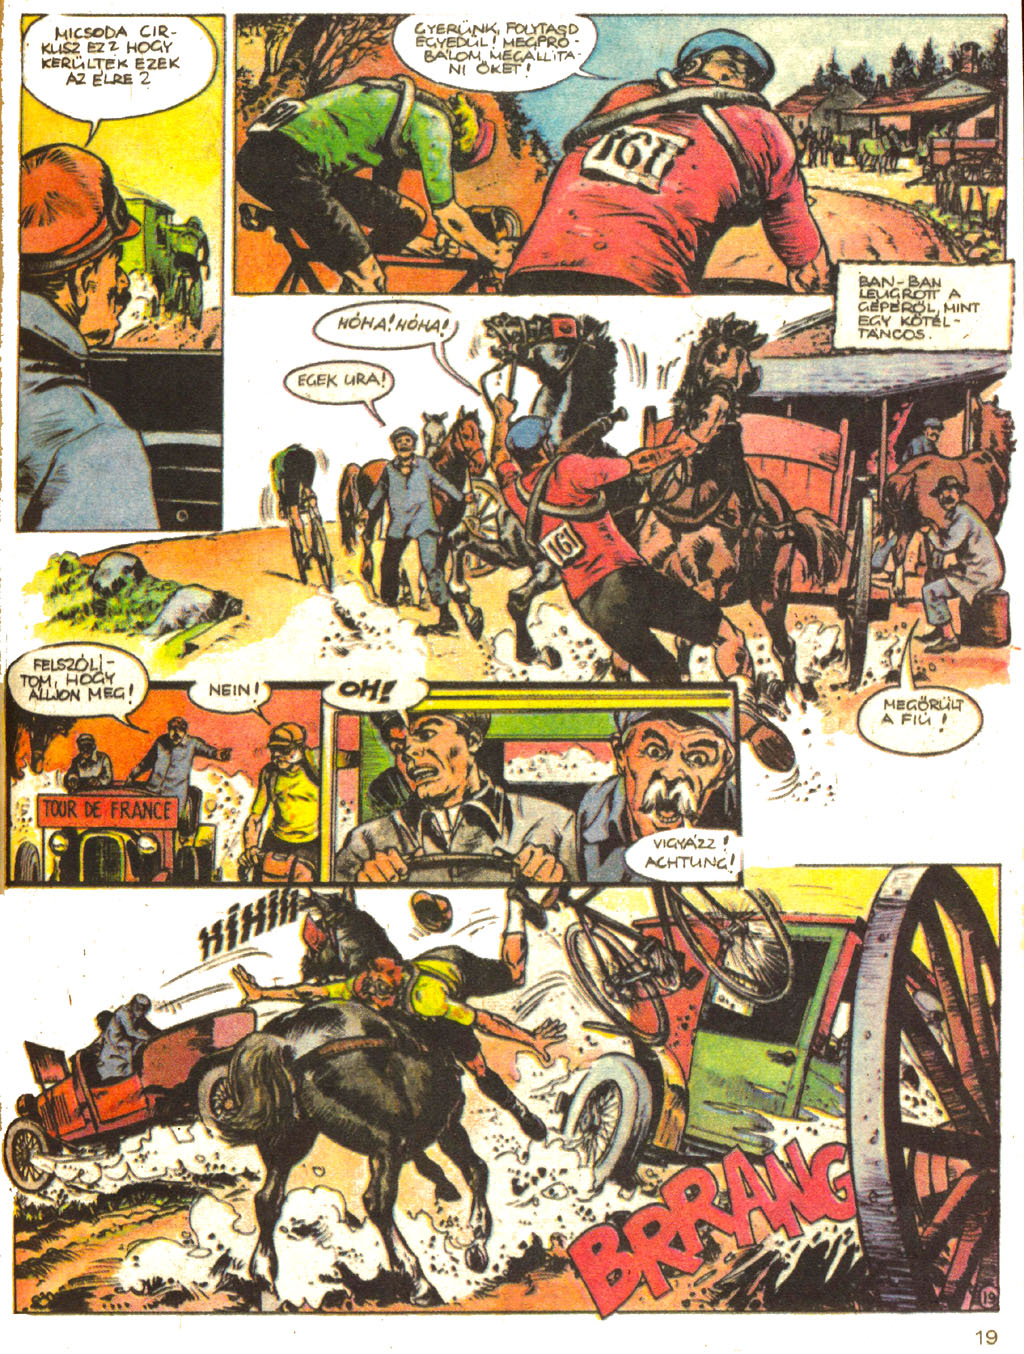 MICSODA CIR-
KUSZ EZ? HOGY
KERÜLTEK EZEK
AZ ÉLRE?
GYERÜNK, FOLYTASD
EGYEDÜL! MEGPRÓ-
BÁLOM MEGÁLLÍTA-
NI ŐKET!
161
BAN-BAN
LEUGROTT A
GÉPÉRŐL, MINT
EGY KÖTÉL-
TÁNCOS.
HÓHA! HÓHA!
EGEK URA!
161
MEGŐRÜLT
A FIÚ!
FELSZÓLÍ-
TOM, HOGY
ÁLLJON MEG!
NEIN!
TOUR DE FRANCE
OH!
VIGYÁZZ!
ACHTUNG!
BRRANG
19
19